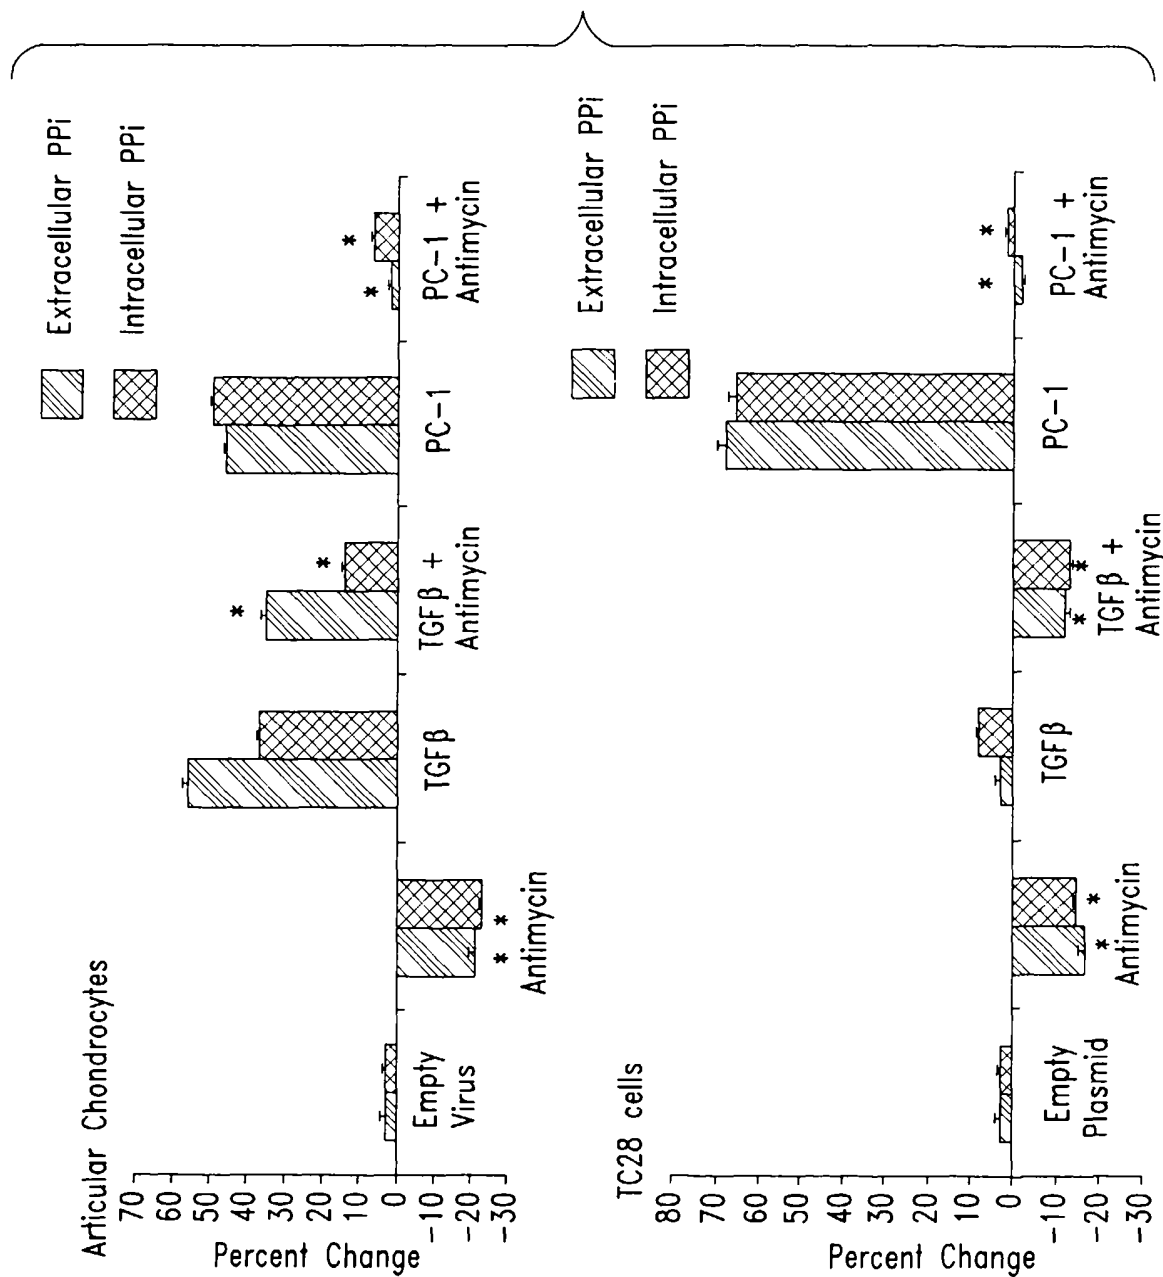 Articular Chondrocytes
Extracellular PPi
Intracellular PPi
Percent Change
70
60
50
40
30
20
10
0
-10
-20
-30
*
*
*
*
*
*
Empty
Virus
Antimycin
TGFβ
TGFβ +
Antimycin
PC-1
PC-1 +
Antimycin
TC28 cells
Extracellular PPi
Intracellular PPi
Percent Change
80
70
60
50
40
30
20
10
0
-10
-20
-30
*
*
*
*
*
*
Empty
Plasmid
Antimycin
TGFβ
TGFβ +
Antimycin
PC-1
PC-1 +
Antimycin